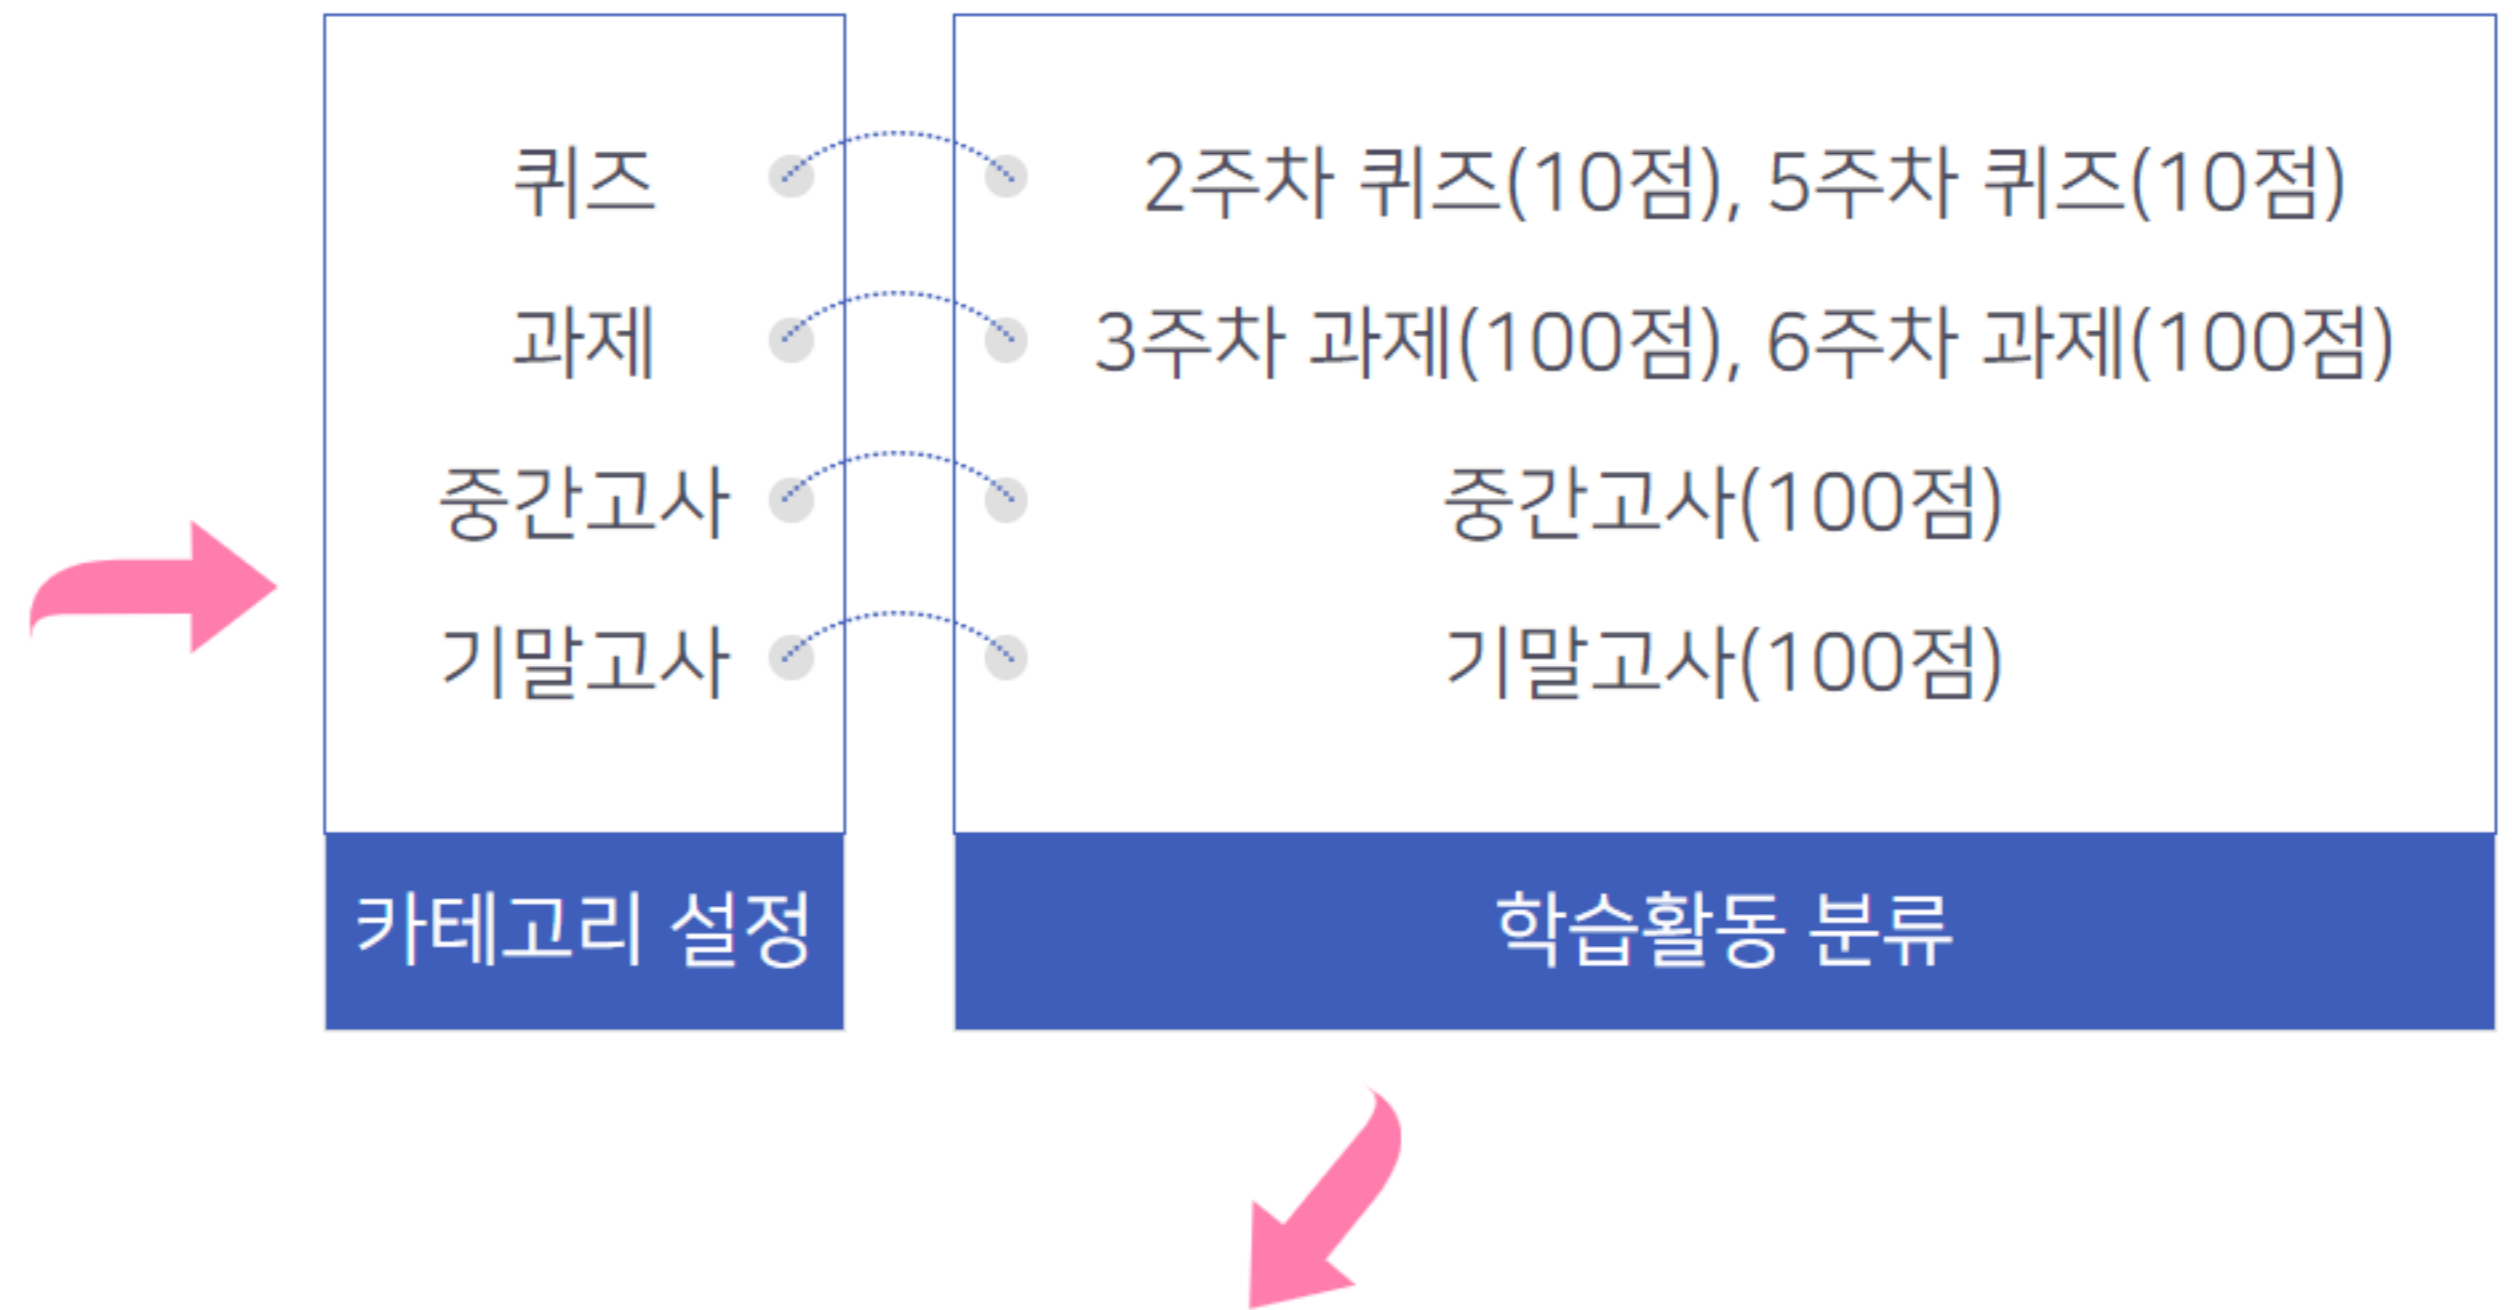 퀴즈
2주차 퀴즈(10점), 5주차 퀴즈(10점)
과제
3주차 과제(100점), 6주차 과제(100점)
중간고사
중간고사(100점)
기말고사
기말고사(100점)
카테고리 설정
학습활동 분류